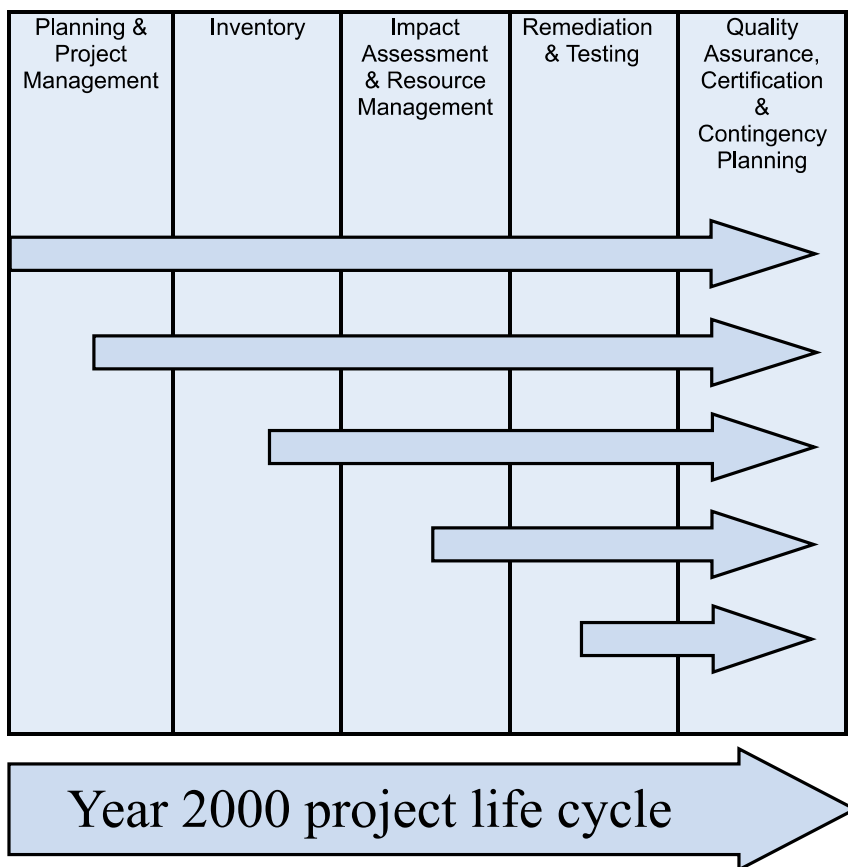 Planning &
Project
Management
Inventory
Impact
Assessment
& Resource
Management
Remediation
& Testing
Quality
Assurance,
Certification
&
Contingency
Planning
Year 2000 project life cycle